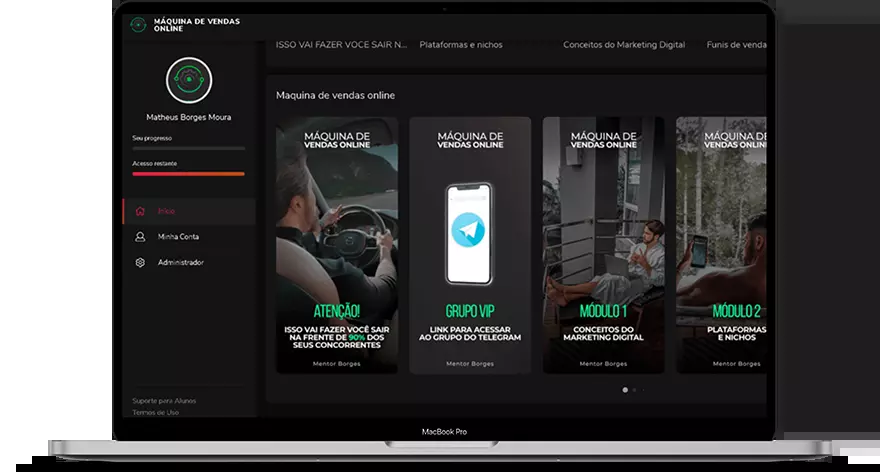 MÁQUINA DE VENDAS
ONLINE
ISSO VAI FAZER VOCÊ SAIR N...
Plataformas e nichos
Conceitos do Marketing Digital
Funis de venda
Matheus Borges Moura
Seu progresso
Acesso restante
Início
Minha Conta
Administrador
Suporte para Alunos
Termos de Uso
Maquina de vendas online
MÁQUINA DE
VENDAS ONLINE
ATENÇÃO!
ISSO VAI FAZER VOCÊ SAIR
NA FRENTE DE 90% DOS
SEUS CONCORRENTES
Mentor Borges
MÁQUINA DE
VENDAS ONLINE
GRUPO VIP
LINK PARA ACESSAR
AO GRUPO DO TELEGRAM
Mentor Borges
MÁQUINA DE
VENDAS ONLINE
MÓDULO 1
CONCEITOS DO
MARKETING DIGITAL
Mentor Borges
MÁQUINA DE
VENDAS ONLINE
MÓDULO 2
PLATAFORMAS
E NICHOS
Mentor Borges
MacBook Pro